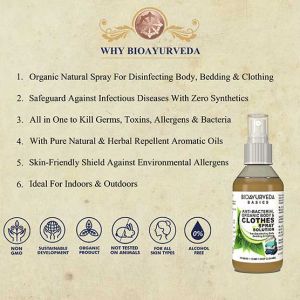 WHY BIOAYURVEDA
1. Organic Natural Spray For Disinfecting Body, Bedding & Clothing
2. Safeguard Against Infectious Diseases With Zero Synthetics
3. All in One to Kill Germs, Toxins, Allergens & Bacteria
4. With Pure Natural & Herbal Repellent Aromatic Oils
5. Skin-Friendly Shield Against Environmental Allergens
6. Ideal For Indoors & Outdoors
BIOAYURVEDA
BASICS
ANTI-BACTERIAL
ORGANIC BODY &
CLOTHES
SPRAY
SOLUTION
NON
GMO
SUSTAINABLE
DEVELOPMENT
ORGANIC
PRODUCT
NOT TESTED
ON ANIMALS
FOR ALL
SKIN TYPES
0%
ALCOHOL
FREE